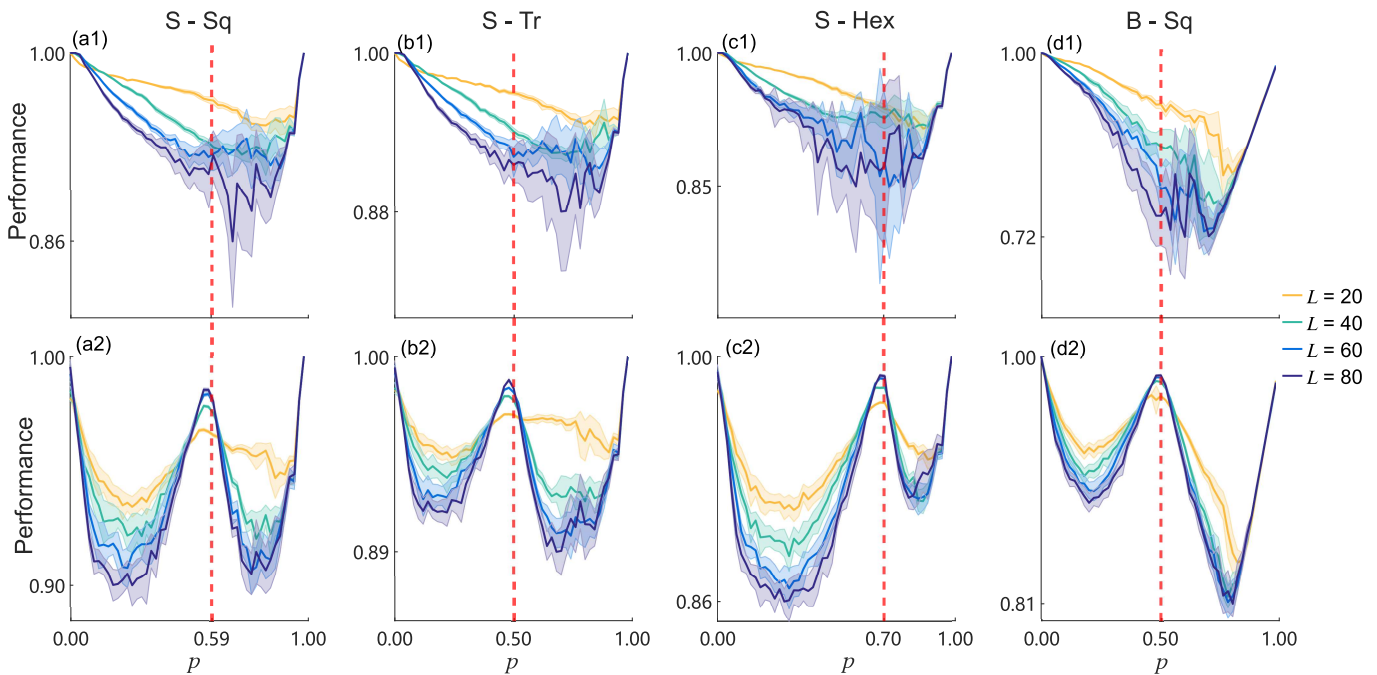 S - Sq
S - Tr
S - Hex
B - Sq
(a1)
(b1)
(c1)
(d1)
1.00
1.00
1.00
1.00
0.86
0.88
0.85
0.72
Performance
L = 20
L = 40
L = 60
L = 80
(a2)
(b2)
(c2)
(d2)
1.00
1.00
1.00
1.00
0.90
0.89
0.86
0.81
Performance
0.00 0.59 1.00
0.00 0.50 1.00
0.00 0.70 1.00
0.00 0.50 1.00
p
p
p
p